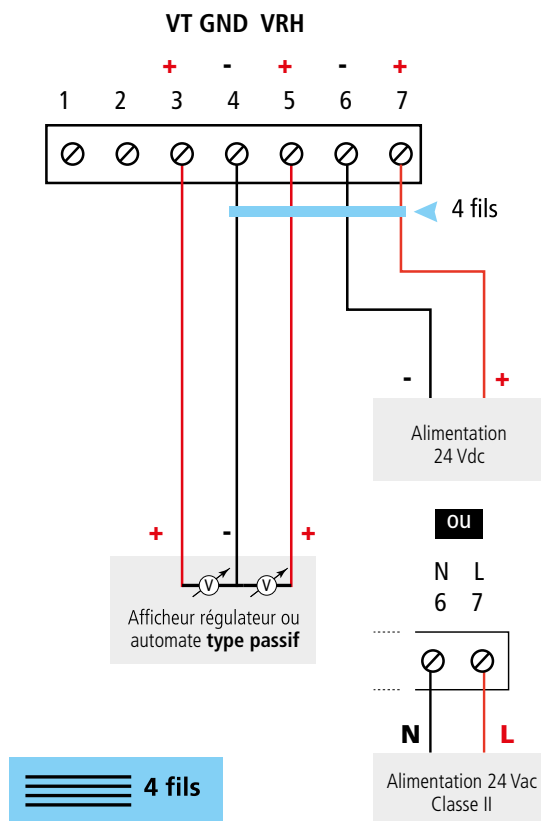 VT GND VRH
+ - + - +
1 2 3 4 5 6 7
4 fils
- +
Alimentation
24 Vdc
+ - +
V V
Afficheur régulateur ou
automate type passif
ou
N L
6 7
N L
Alimentation 24 Vac
Classe II
4 fils